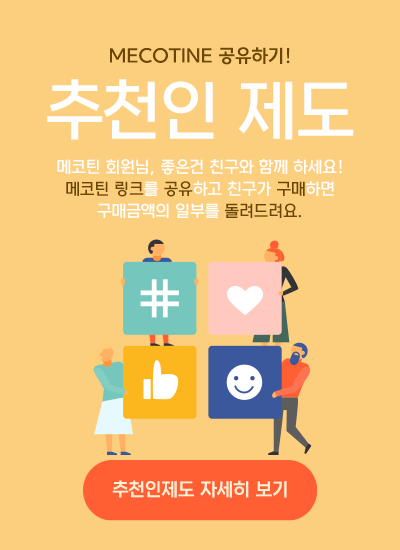 MECOTINE 공유하기!
추천인 제도
메코틴 회원님, 좋은건 친구와 함께 하세요!
메코틴 링크를 공유하고 친구가 구매하면
구매금액의 일부를 돌려드려요.
추천인제도 자세히 보기